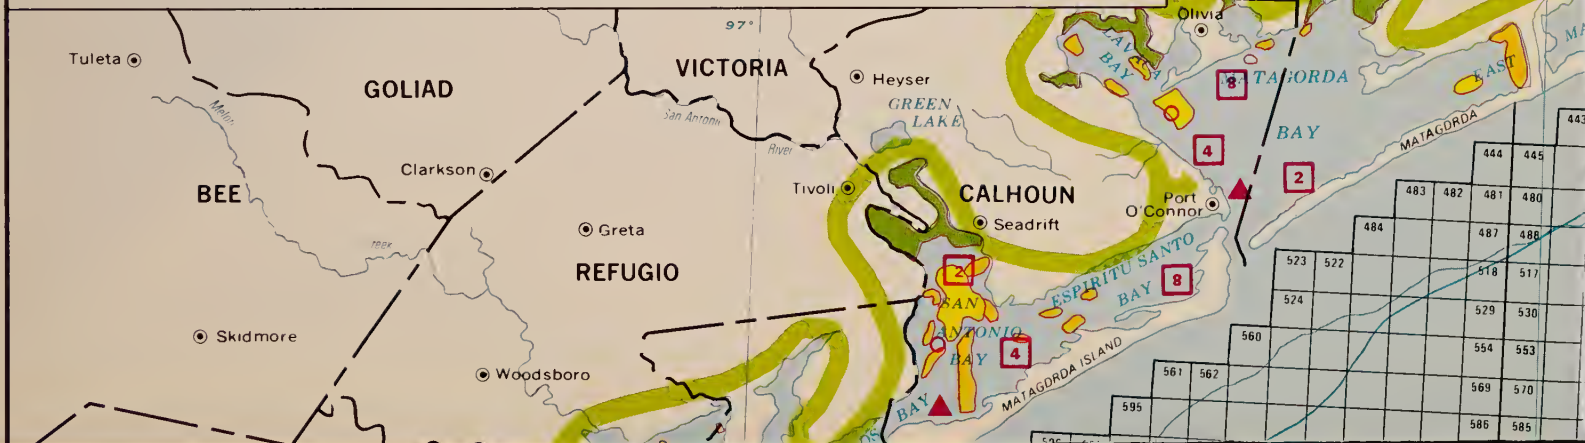 Olivia
97°
LAVACA
BAY
Tuleta
GOLIAD
VICTORIA
Heyser
8
MATAGORDA
EAST
GREEN
LAKE
San Antonio
River
BAY
MATAGORDA
443
4
444
445
Clarkson
2
BEE
Tivoli
CALHOUN
Port
O'Connor
483
482
481
480
Seadrift
Greta
484
487
488
REFUGIO
2
ESPIRITU SANTO
BAY
8
523
522
518
517
SAN
ANTONIO
BAY
524
529
530
Skidmore
4
MATAGORDA ISLAND
560
554
553
Woodsboro
561
562
569
570
BAY
595
586
585